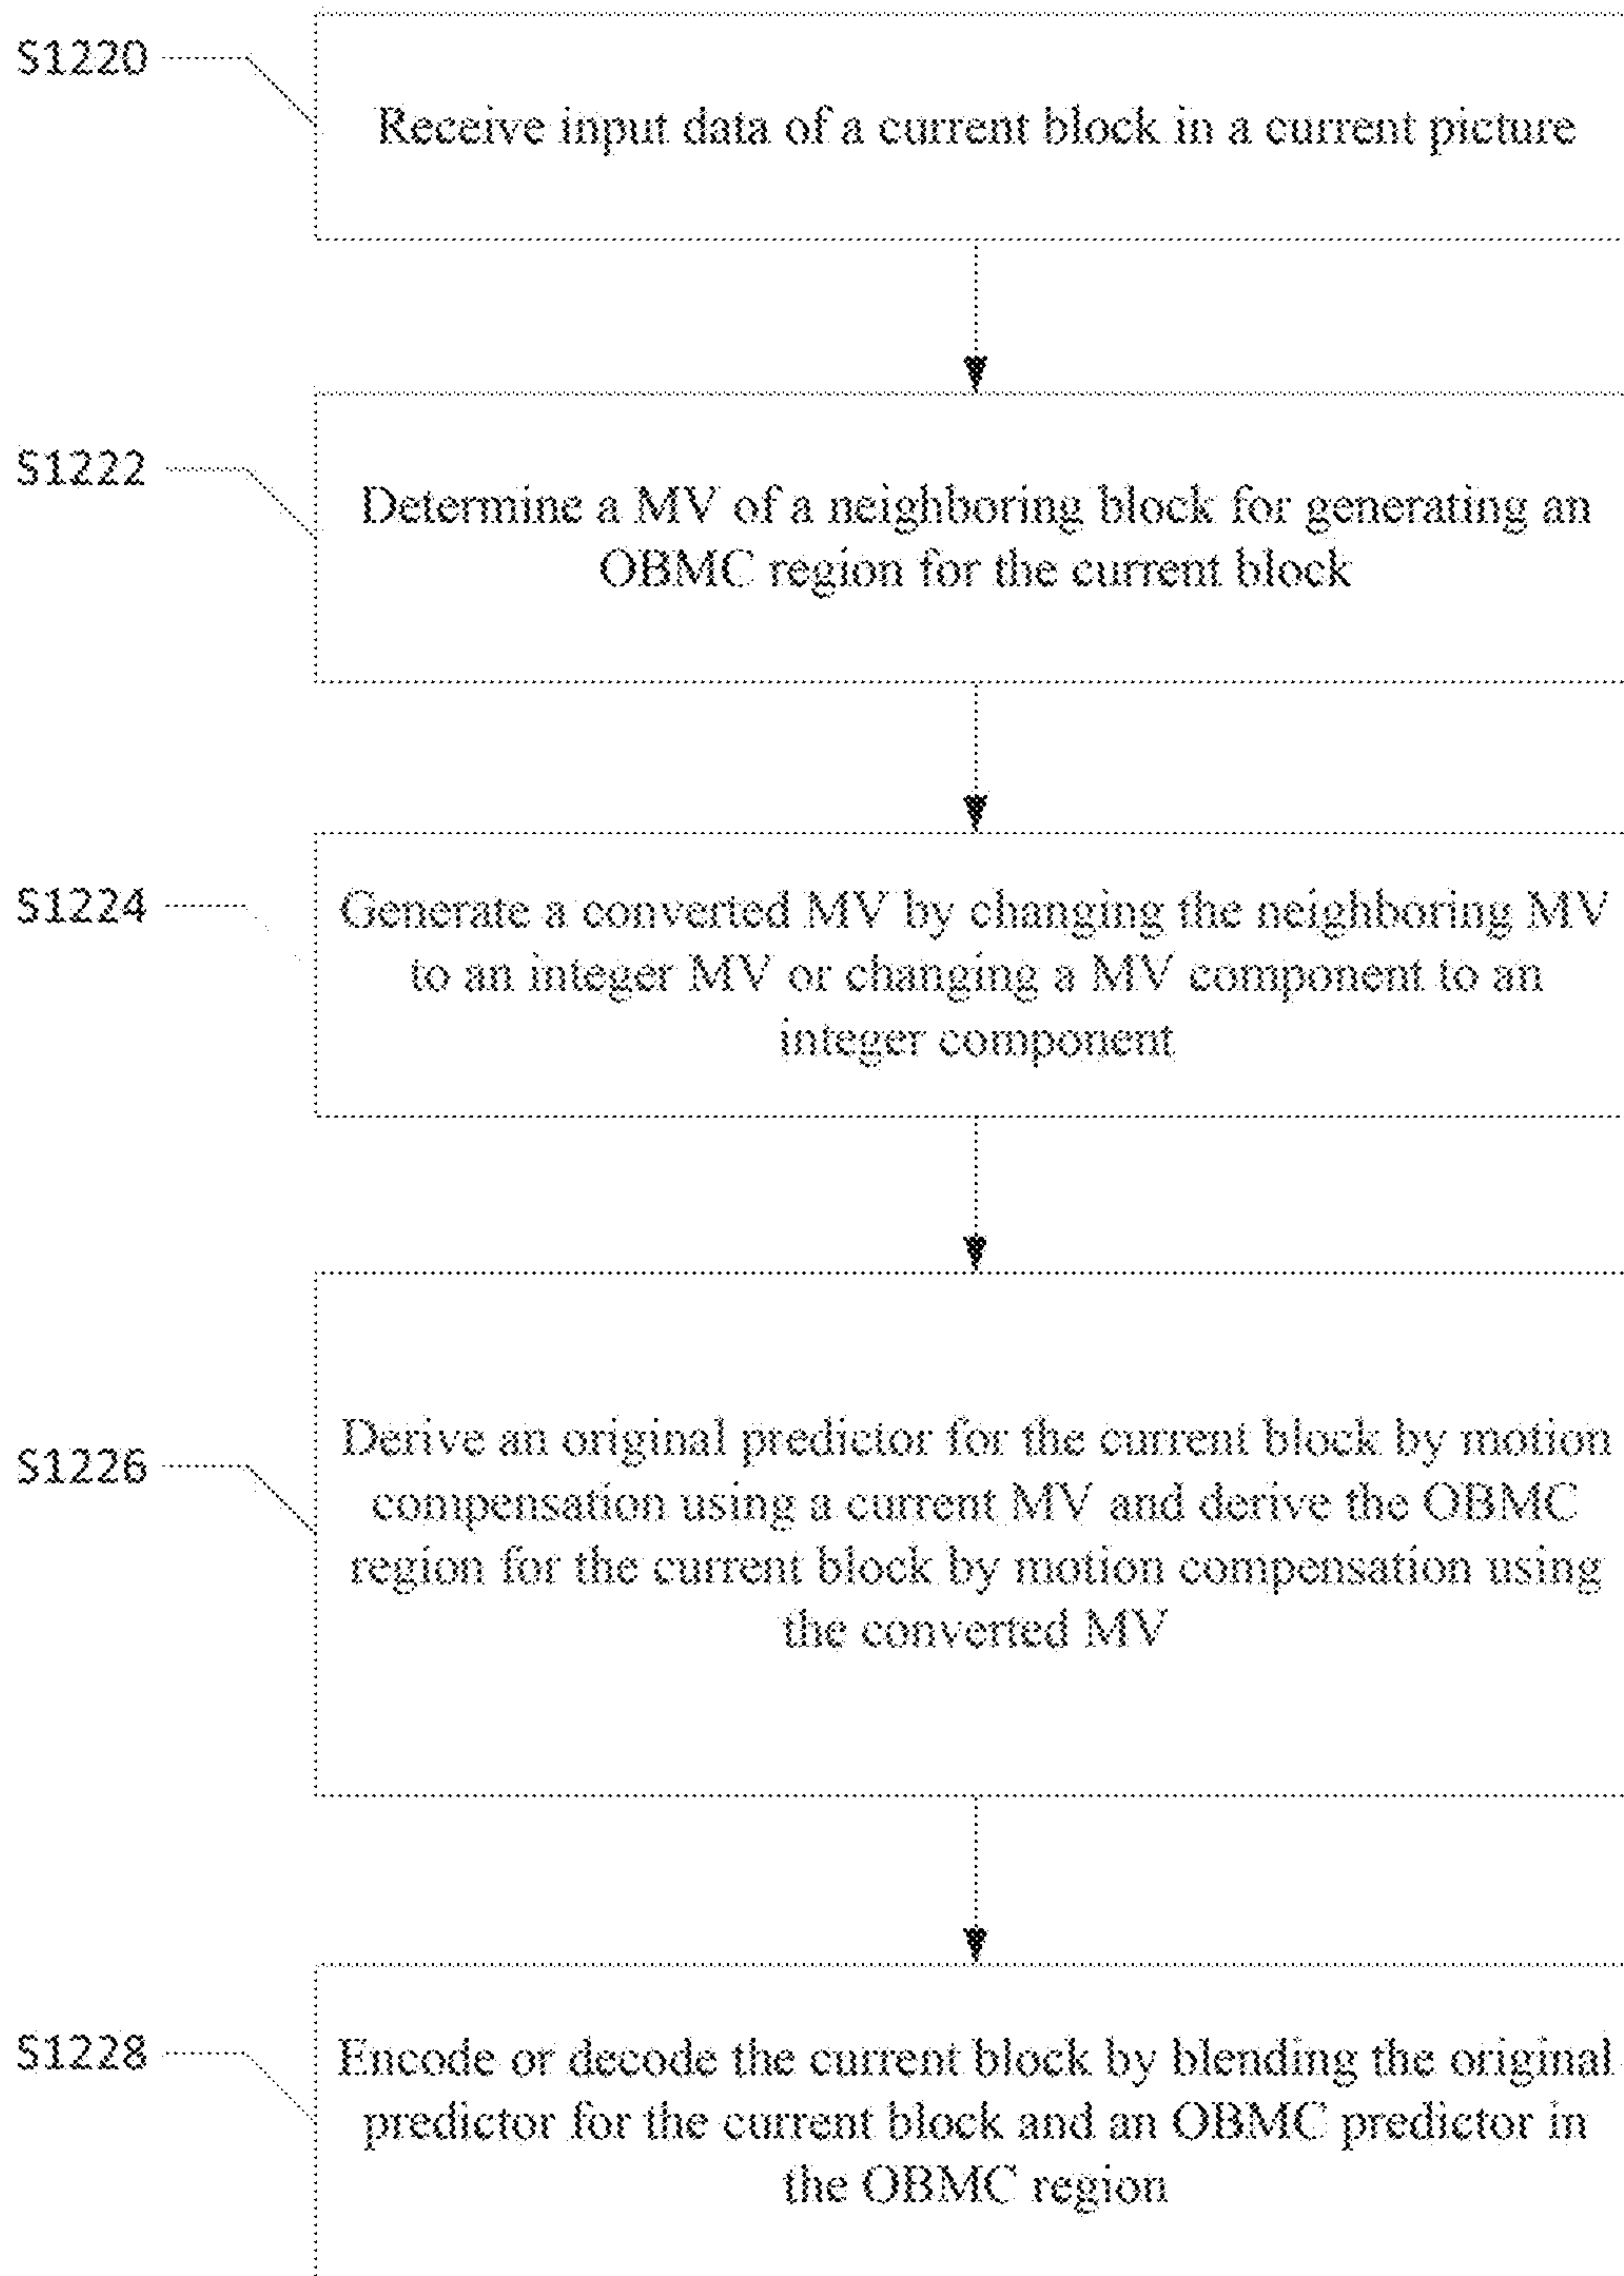 S1220
Receive input data of a current block in a current picture
S1222
Determine a MV of a neighboring block for generating an
OBMC region for the current block
S1224
Generate a converted MV by changing the neighboring MV
to an integer MV or changing a MV component to an
integer component
S1226
Derive an original predictor for the current block by motion
compensation using a current MV and derive the OBMC
region for the current block by motion compensation using
the converted MV
S1228
Encode or decode the current block by blending the original
predictor for the current block and an OBMC predictor in
the OBMC region